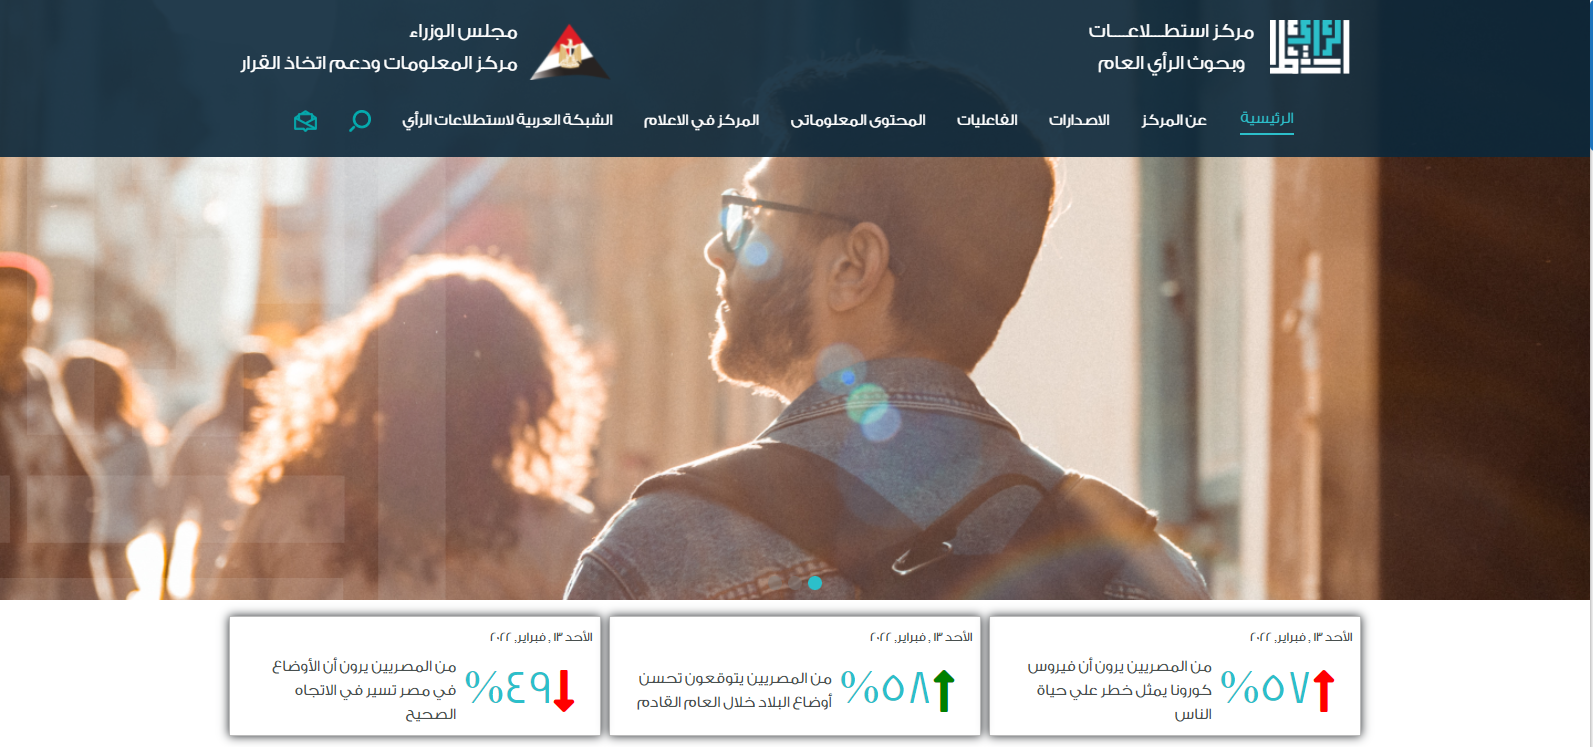 مركز استطـــلاعـــات
وبحوث الرأي العام
مجلس الوزراء
مركز المعلومات ودعم اتخاذ القرار
الرئيسية
عن المركز
الاصدارات
الفاعليات
المحتوى المعلوماتى
المركز في الاعلام
الشبكة العربية لاستطلاعات الرأي
الأحد ١٣ , فبراير, ٢٠٢٢
٥٧%
من المصريين يرون أن فيروس
كورونا يمثل خطر علي حياة
الناس
الأحد ١٣ , فبراير, ٢٠٢٢
٥٨%
من المصريين يتوقعون تحسن
أوضاع البلاد خلال العام القادم
الأحد ١٣ , فبراير, ٢٠٢٢
٤٩%
من المصريين يرون أن الأوضاع
في مصر تسير في الاتجاه
الصحيح